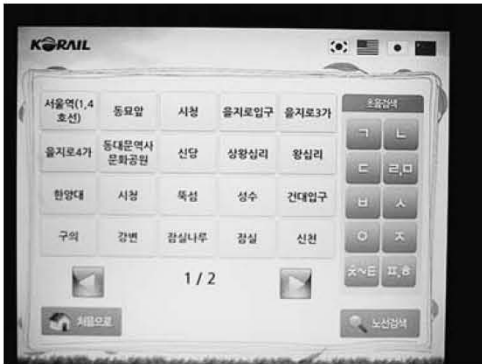 KORAIL
서울역(1,4
호선)
동묘앞
시청
을지로입구
을지로3가
초음검색
을지로4가
동대문역사
문화공원
신당
상왕십리
왕십리
한양대
시청
뚝섬
성수
건대입구
구의
강변
잠실나루
잠실
신천
ㄱ
ㄴ
ㄷ
ㄹ,ㅁ
ㅂ
ㅅ
ㅇ
ㅈ
ㅊ~ㅌ
ㅍ,ㅎ
1 / 2
처음으로
노선검색